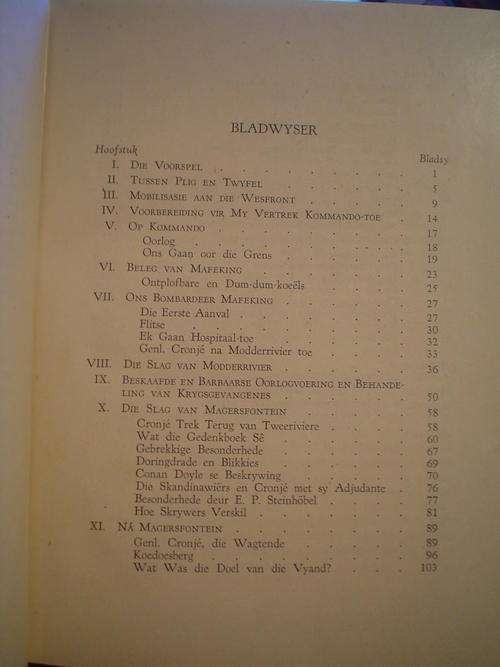 BLADWYSER
Hoofstuk Bladsy
I. Die Voorspel . . . . . . . 1
II. Tussen Plig en Twyfel . . . . . 5
III. Mobilisasie aan die Wesfront . . . . 9
IV. Voorbereiding vir My Vertrek Kommando-toe . 14
V. Op Kommando . . . . . . . 17
Oorlog . . . . . . . 18
Ons Gaan oor die Grens . . . . . 19
VI. Beleg van Mafeking . . . . . 23
Ontplofbare en Dum-dum-koeëls . . . . 25
VII. Ons Bombardeer Mafeking . . . . . 27
Die Eerste Aanval . . . . . . 27
Flitse . . . . . . . 30
Ek Gaan Hospitaal-toe . . . . . 32
Genl. Cronjé na Modderrivier toe . . . . 33
VIII. Die Slag van Modderrivier . . . . . 36
IX. Beskaafde en Barbaarse Oorlogvoering en Behande-
ling van Krygsgevangenes . . . . 50
X. Die Slag van Magersfontein . . . . 58
Cronjé Trek Terug van Tweeriviere . . . 58
Wat die Gedenkboek Sê . . . . . 60
Gebrekkige Besonderhede . . . . . 67
Doringdrade en Blikkies . . . . . 69
Conan Doyle se Beskrywing . . . . 70
Die Skandinawiërs en Cronjé met sy Adjudante . 76
Besonderhede deur E. P. Steinhöbel . . . 77
Hoe Skrywers Verskil . . . . . 81
XI. Ná Magersfontein . . . . . . 89
Genl. Cronjé, die Wagtende . . . . 89
Koedoesberg . . . . . . . 96
Wat Was die Doel van die Vyand? . . . 103